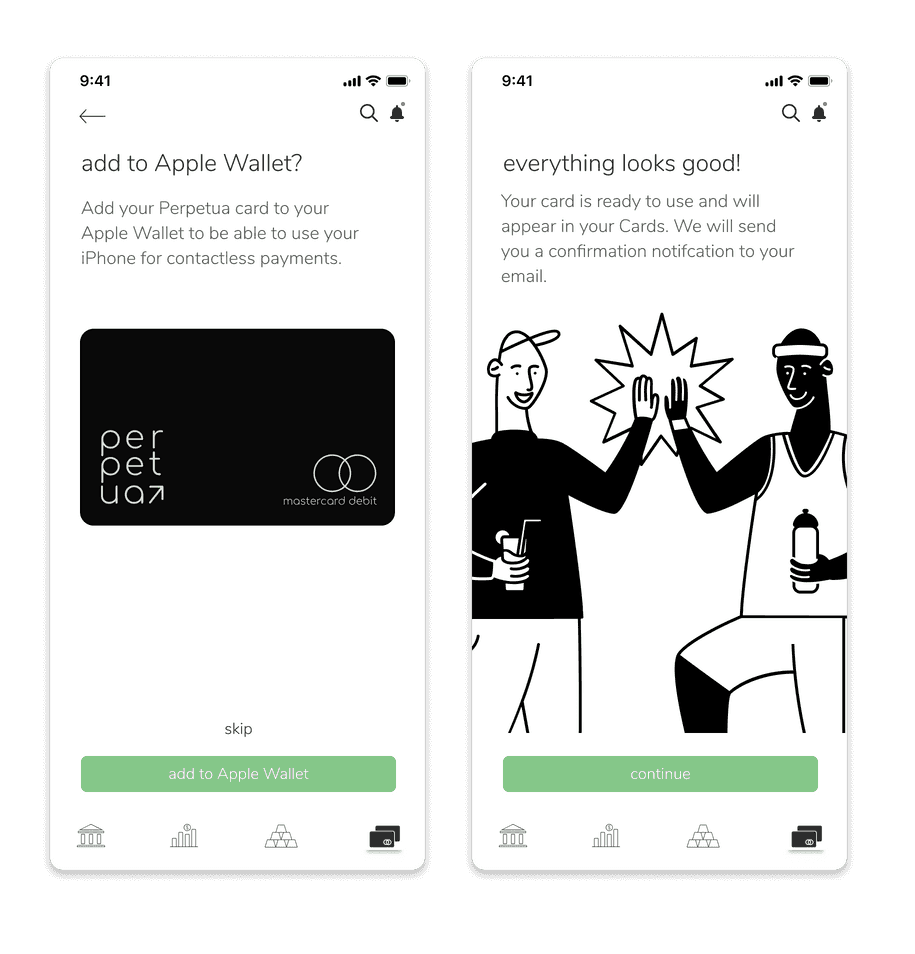 9:41
add to Apple Wallet?
Add your Perpetua card to your
Apple Wallet to be able to use your
iPhone for contactless payments.
per
pet
ua
mastercard debit
skip
add to Apple Wallet
9:41
everything looks good!
Your card is ready to use and will
appear in your Cards. We will send
you a confirmation notifcation to your
email.
continue